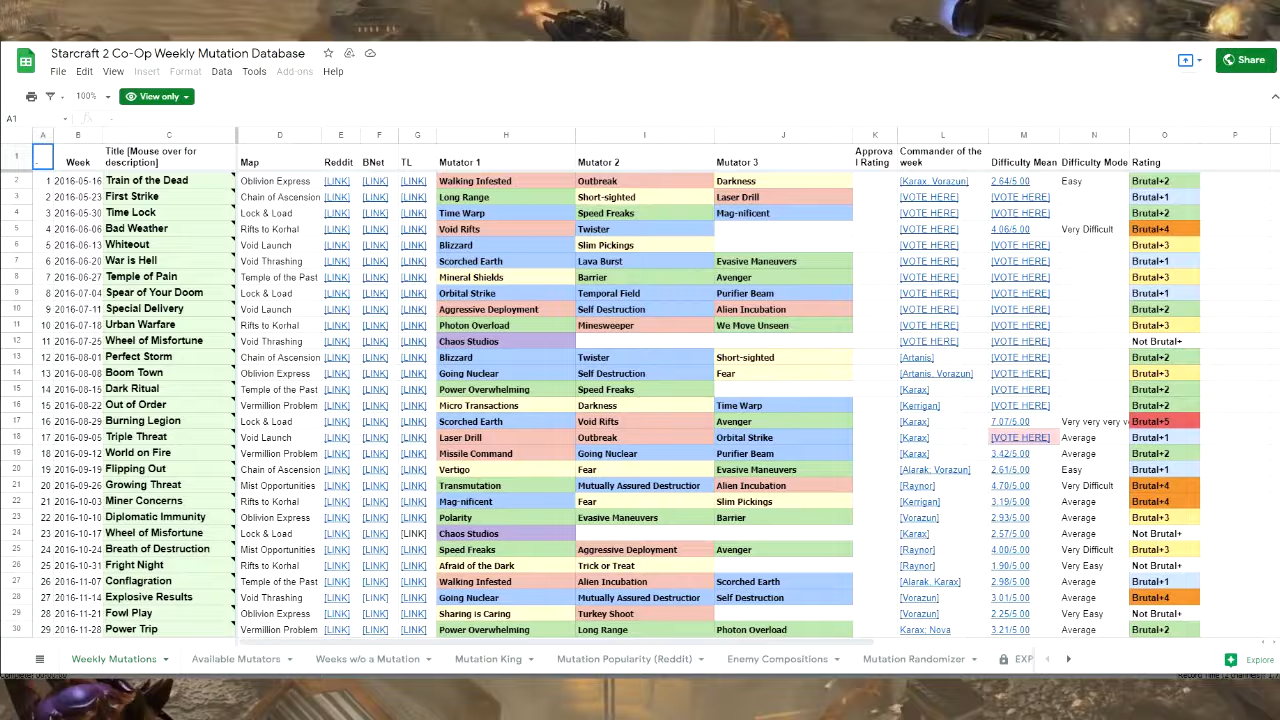 Starcraft 2 Co-Op Weekly Mutation Database
File Edit View Insert Format Data Tools Add-ons Help
100% View only Share
A1
A B C D E F G H I J K L M N O P
1 . Week Title [Mouse over for description] Map Reddit BNet TL Mutator 1 Mutator 2 Mutator 3 Approval Rating Commander of the week Difficulty Mean Difficulty Mode Rating
2 1 2016-05-16 Train of the Dead Oblivion Express [LINK] [LINK] [LINK] Walking Infested Outbreak Darkness [Karax, Vorazun] 2.64/5.00 Easy Brutal+2
3 2 2016-05-23 First Strike Chain of Ascension [LINK] [LINK] [LINK] Long Range Short-sighted Laser Drill [VOTE HERE] [VOTE HERE] Brutal+1
4 3 2016-05-30 Time Lock Lock & Load [LINK] [LINK] [LINK] Time Warp Speed Freaks Mag-nificent [VOTE HERE] [VOTE HERE] Brutal+2
5 4 2016-06-06 Bad Weather Rifts to Korhal [LINK] [LINK] [LINK] Void Rifts Twister [VOTE HERE] 4.06/5.00 Very Difficult Brutal+4
6 5 2016-06-13 Whiteout Void Launch [LINK] [LINK] [LINK] Blizzard Slim Pickings [VOTE HERE] [VOTE HERE] Brutal+3
7 6 2016-06-20 War is Hell Void Thrashing [LINK] [LINK] [LINK] Scorched Earth Lava Burst Evasive Maneuvers [VOTE HERE] [VOTE HERE] Brutal+1
8 7 2016-06-27 Temple of Pain Temple of the Past [LINK] [LINK] [LINK] Mineral Shields Barrier Avenger [VOTE HERE] [VOTE HERE] Brutal+3
9 8 2016-07-04 Spear of Your Doom Lock & Load [LINK] [LINK] [LINK] Orbital Strike Temporal Field Purifier Beam [VOTE HERE] [VOTE HERE] Brutal+1
10 9 2016-07-11 Special Delivery Void Launch [LINK] [LINK] [LINK] Aggressive Deployment Self Destruction Alien Incubation [VOTE HERE] [VOTE HERE] Brutal+2
11 10 2016-07-18 Urban Warfare Rifts to Korhal [LINK] [LINK] [LINK] Photon Overload Minesweeper We Move Unseen [VOTE HERE] [VOTE HERE] Brutal+3
12 11 2016-07-25 Wheel of Misfortune Void Thrashing [LINK] [LINK] [LINK] Chaos Studios [VOTE HERE] [VOTE HERE] Not Brutal+
13 12 2016-08-01 Perfect Storm Chain of Ascension [LINK] [LINK] [LINK] Blizzard Twister Short-sighted [Artanis] [VOTE HERE] Brutal+2
14 13 2016-08-08 Boom Town Oblivion Express [LINK] [LINK] [LINK] Going Nuclear Self Destruction Fear [Artanis, Vorazun] [VOTE HERE] Brutal+3
15 14 2016-08-15 Dark Ritual Temple of the Past [LINK] [LINK] [LINK] Power Overwhelming Speed Freaks [Karax] [VOTE HERE] Brutal+2
16 15 2016-08-22 Out of Order Vermillion Problem [LINK] [LINK] [LINK] Micro Transactions Darkness Time Warp [Kerrigan] [VOTE HERE] Brutal+2
17 16 2016-08-29 Burning Legion Lock & Load [LINK] [LINK] [LINK] Scorched Earth Void Rifts Avenger [Karax] 7.07/5.00 Very very very v Brutal+5
18 17 2016-09-05 Triple Threat Void Launch [LINK] [LINK] [LINK] Laser Drill Outbreak Orbital Strike [Karax] [VOTE HERE] Average Brutal+1
19 18 2016-09-12 World on Fire Vermillion Problem [LINK] [LINK] [LINK] Missile Command Going Nuclear Purifier Beam [Karax] 3.42/5.00 Average Brutal+2
20 19 2016-09-19 Flipping Out Chain of Ascension [LINK] [LINK] [LINK] Vertigo Fear Evasive Maneuvers [Alarak; Vorazun] 2.61/5.00 Easy Brutal+1
21 20 2016-09-26 Growing Threat Mist Opportunities [LINK] [LINK] [LINK] Transmutation Mutually Assured Destruction Alien Incubation [Raynor] 4.70/5.00 Very Difficult Brutal+4
22 21 2016-10-03 Miner Concerns Rifts to Korhal [LINK] [LINK] [LINK] Mag-nificent Fear Slim Pickings [Kerrigan] 3.19/5.00 Average Brutal+4
23 22 2016-10-10 Diplomatic Immunity Oblivion Express [LINK] [LINK] [LINK] Polarity Evasive Maneuvers Barrier [Vorazun] 2.93/5.00 Average Brutal+3
24 23 2016-10-17 Wheel of Misfortune Lock & Load [LINK] [LINK] [LINK] Chaos Studios [Karax] 2.57/5.00 Average Not Brutal+
25 24 2016-10-24 Breath of Destruction Mist Opportunities [LINK] [LINK] [LINK] Speed Freaks Aggressive Deployment Avenger [Raynor] 4.00/5.00 Very Difficult Brutal+3
26 25 2016-10-31 Fright Night Rifts to Korhal [LINK] [LINK] [LINK] Afraid of the Dark Trick or Treat [Raynor] 1.90/5.00 Very Easy Not Brutal+
27 26 2016-11-07 Conflagration Temple of the Past [LINK] [LINK] [LINK] Walking Infested Alien Incubation Scorched Earth [Alarak, Karax] 2.98/5.00 Average Brutal+1
28 27 2016-11-14 Explosive Results Void Launch [LINK] [LINK] [LINK] Going Nuclear Mutually Assured Destruction Self Destruction [Vorazun] 3.01/5.00 Average Brutal+4
29 28 2016-11-21 Fowl Play Oblivion Express [LINK] [LINK] [LINK] Sharing is Caring Turkey Shoot [Vorazun] 2.25/5.00 Very Easy Not Brutal+
30 29 2016-11-28 Power Trip Vermillion Problem [LINK] [LINK] [LINK] Power Overwhelming Long Range Photon Overload Karax; Nova 3.21/5.00 Average Brutal+2
Weekly Mutations Available Mutators Weeks w/o a Mutation Mutation King Mutation Popularity (Reddit) Enemy Compositions Mutation Randomizer EXP Explore